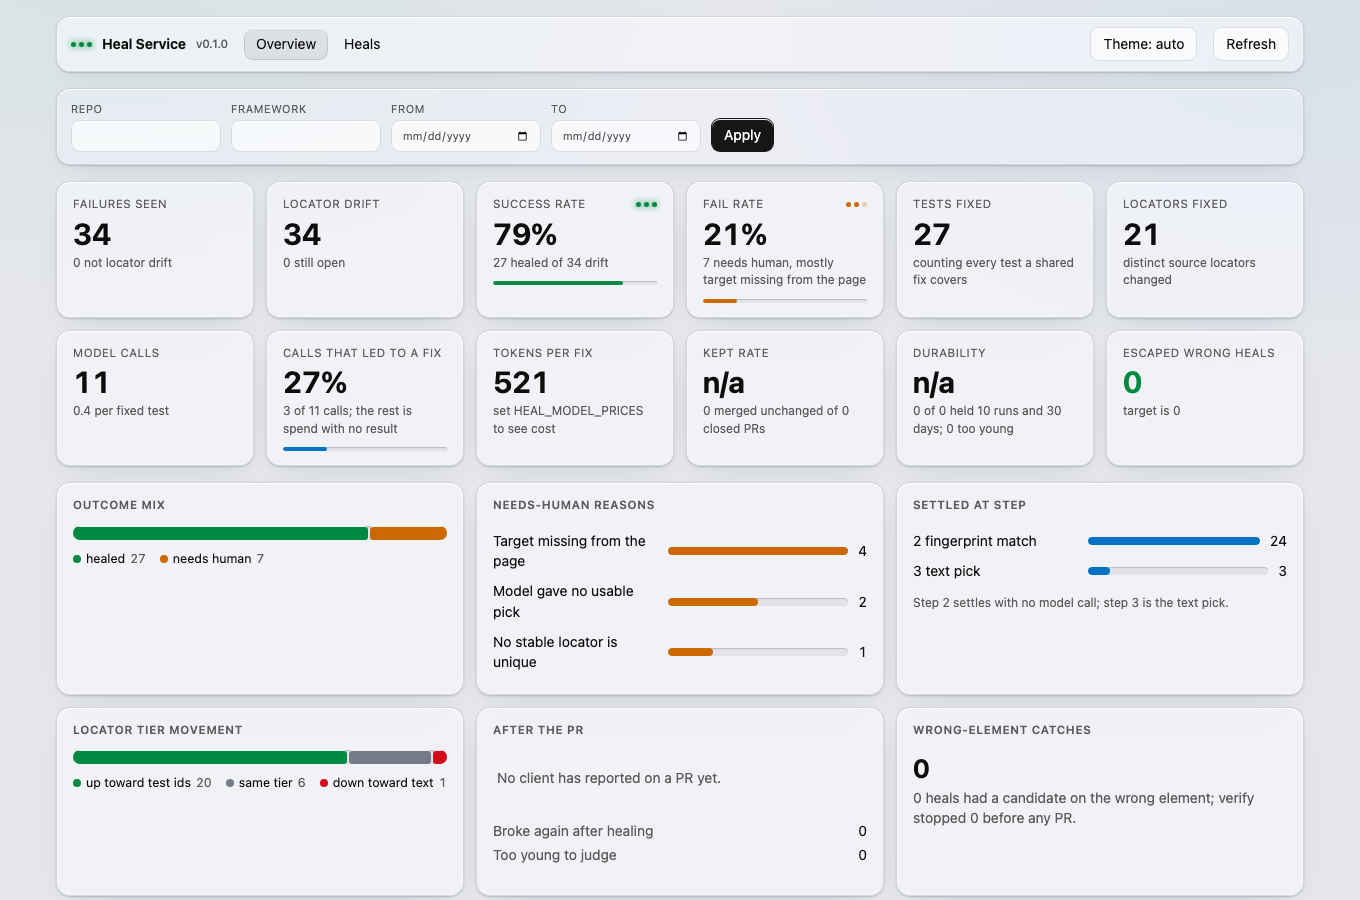 Heal Service v0.1.0 Overview Heals Theme: auto Refresh
REPO FRAMEWORK FROM TO
mm/dd/yyyy mm/dd/yyyy Apply
FAILURES SEEN
34
0 not locator drift
LOCATOR DRIFT
34
0 still open
SUCCESS RATE
79%
27 healed of 34 drift
FAIL RATE
21%
7 needs human, mostly
target missing from the page
TESTS FIXED
27
counting every test a shared
fix covers
LOCATORS FIXED
21
distinct source locators
changed
MODEL CALLS
11
0.4 per fixed test
CALLS THAT LED TO A FIX
27%
3 of 11 calls; the rest is
spend with no result
TOKENS PER FIX
521
set HEAL_MODEL_PRICES
to see cost
KEPT RATE
n/a
0 merged unchanged of 0
closed PRs
DURABILITY
n/a
0 of 0 held 10 runs and 30
days; 0 too young
ESCAPED WRONG HEALS
0
target is 0
OUTCOME MIX
healed 27 needs human 7
NEEDS-HUMAN REASONS
Target missing from the
page 4
Model gave no usable
pick 2
No stable locator is
unique 1
SETTLED AT STEP
2 fingerprint match 24
3 text pick 3
Step 2 settles with no model call; step 3 is the text pick.
LOCATOR TIER MOVEMENT
up toward test ids 20 same tier 6 down toward text 1
AFTER THE PR
No client has reported on a PR yet.
Broke again after healing 0
Too young to judge 0
WRONG-ELEMENT CATCHES
0
0 heals had a candidate on the wrong element; verify
stopped 0 before any PR.